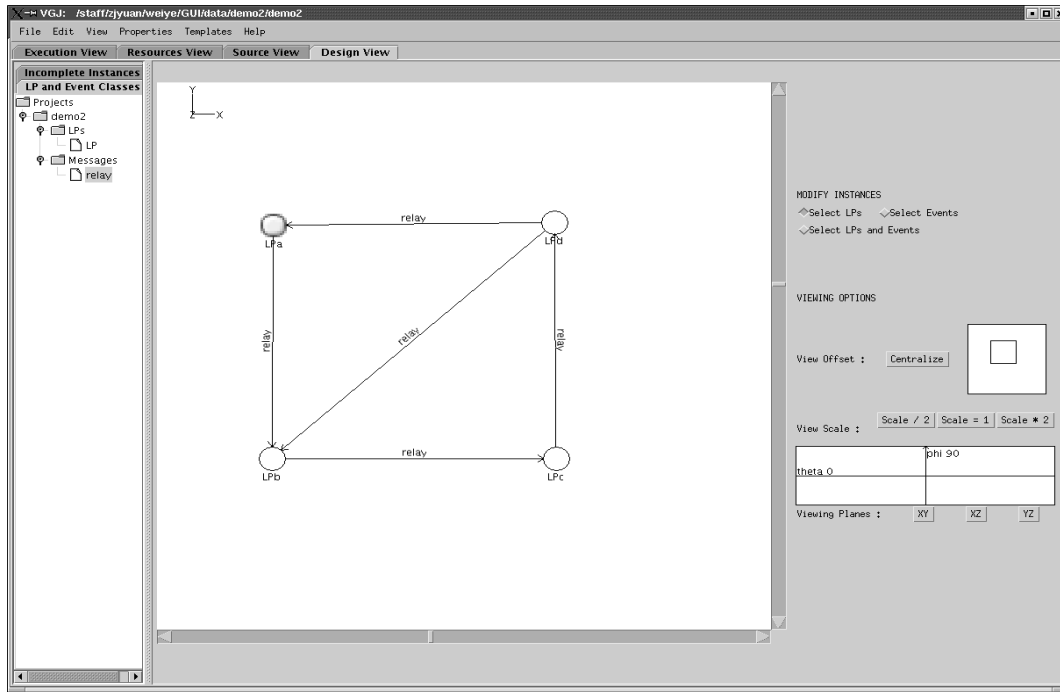 VGJ: /staff/zjyuan/weiye/GUI/data/demo2/demo2
File Edit View Properties Templates Help
Execution View Resources View Source View Design View
Incomplete Instances
LP and Event Classes
Projects
demo2
LPs
LP
Messages
relay
Y
Z X
relay
LPa
LPd
relay
relay
relay
relay
LPb
LPc
MODIFY INSTANCES
Select LPs Select Events
Select LPs and Events
VIEWING OPTIONS
View Offset : Centralize
View Scale : Scale / 2 Scale = 1 Scale * 2
phi 90
theta 0
Viewing Planes : XY XZ YZ